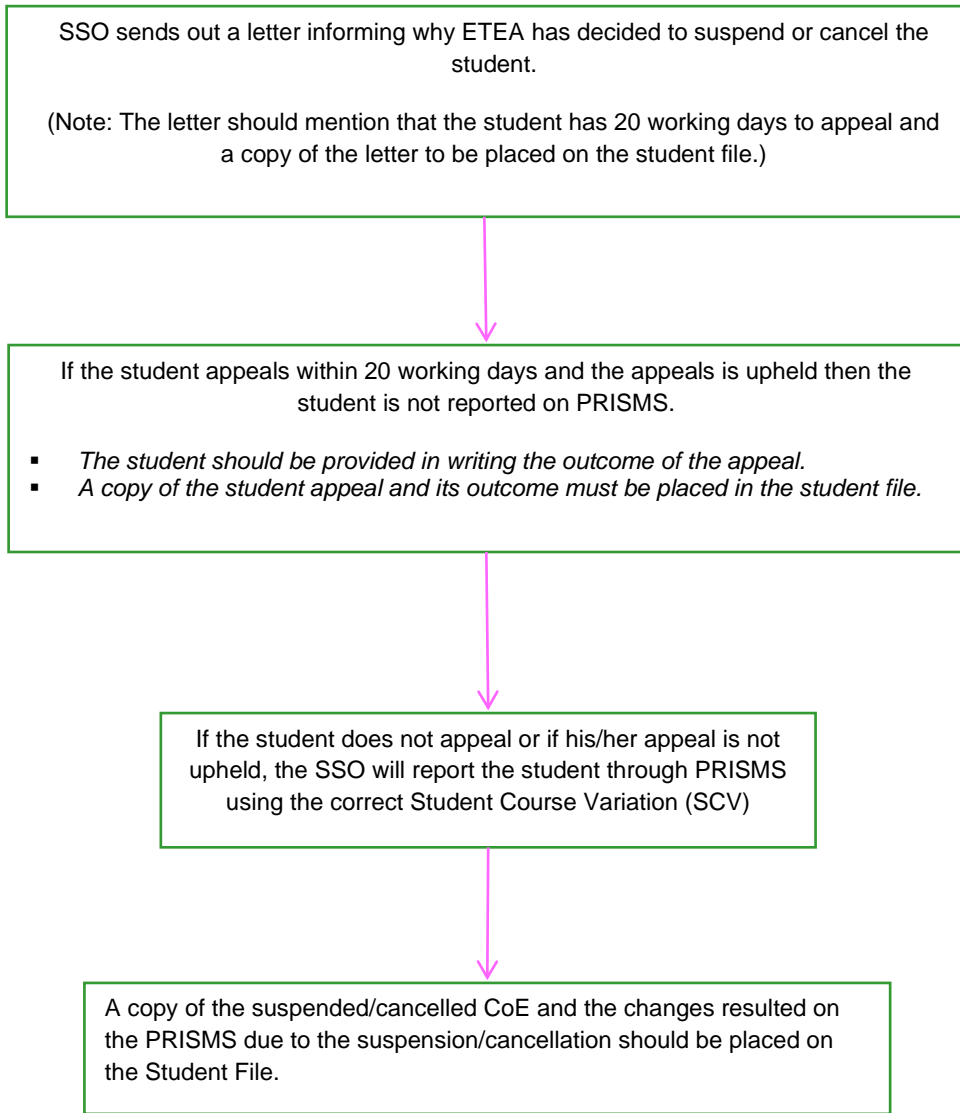 SSO sends out a letter informing why ETEA has decided to suspend or cancel the
student.
(Note: The letter should mention that the student has 20 working days to appeal and
a copy of the letter to be placed on the student file.)
If the student appeals within 20 working days and the appeals is upheld then the
student is not reported on PRISMS.
▪ The student should be provided in writing the outcome of the appeal.
▪ A copy of the student appeal and its outcome must be placed in the student file.
If the student does not appeal or if his/her appeal is not
upheld, the SSO will report the student through PRISMS
using the correct Student Course Variation (SCV)
A copy of the suspended/cancelled CoE and the changes resulted on
the PRISMS due to the suspension/cancellation should be placed on
the Student File.